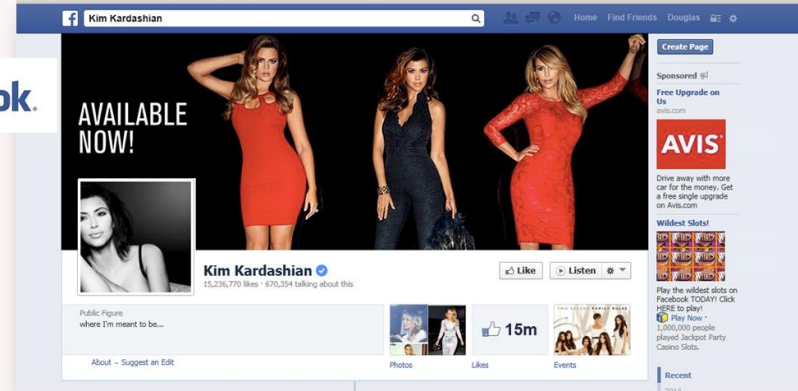 Kim Kardashian
Home Find Friends Douglas
ok.
AVAILABLE
NOW!
Kim Kardashian
15,236,770 likes · 670,354 talking about this
Like
Listen
Public Figure
where I'm meant to be...
About – Suggest an Edit
Photos
15m
Likes
FAMILY RULES
Events
Create Page
Sponsored
Free Upgrade on
Us
avis.com
AVIS
Drive away with more
car for the money. Get
a free single upgrade
on Avis.com
Wildest Slots!
Play the wildest slots on
Facebook TODAY! Click
HERE to play!
Play Now ·
1,000,000 people
played Jackpot Party
Casino Slots.
Recent